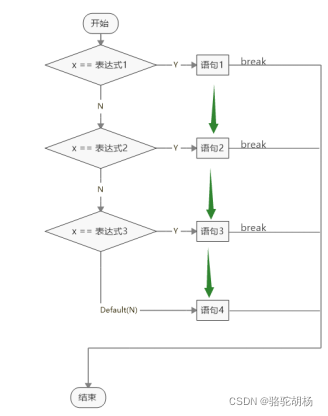 开始
x == 表达式1
Y
语句1
break
N
x == 表达式2
Y
语句2
break
N
x == 表达式3
Y
语句3
break
Default(N)
语句4
结束
CSDN @骆驼胡杨